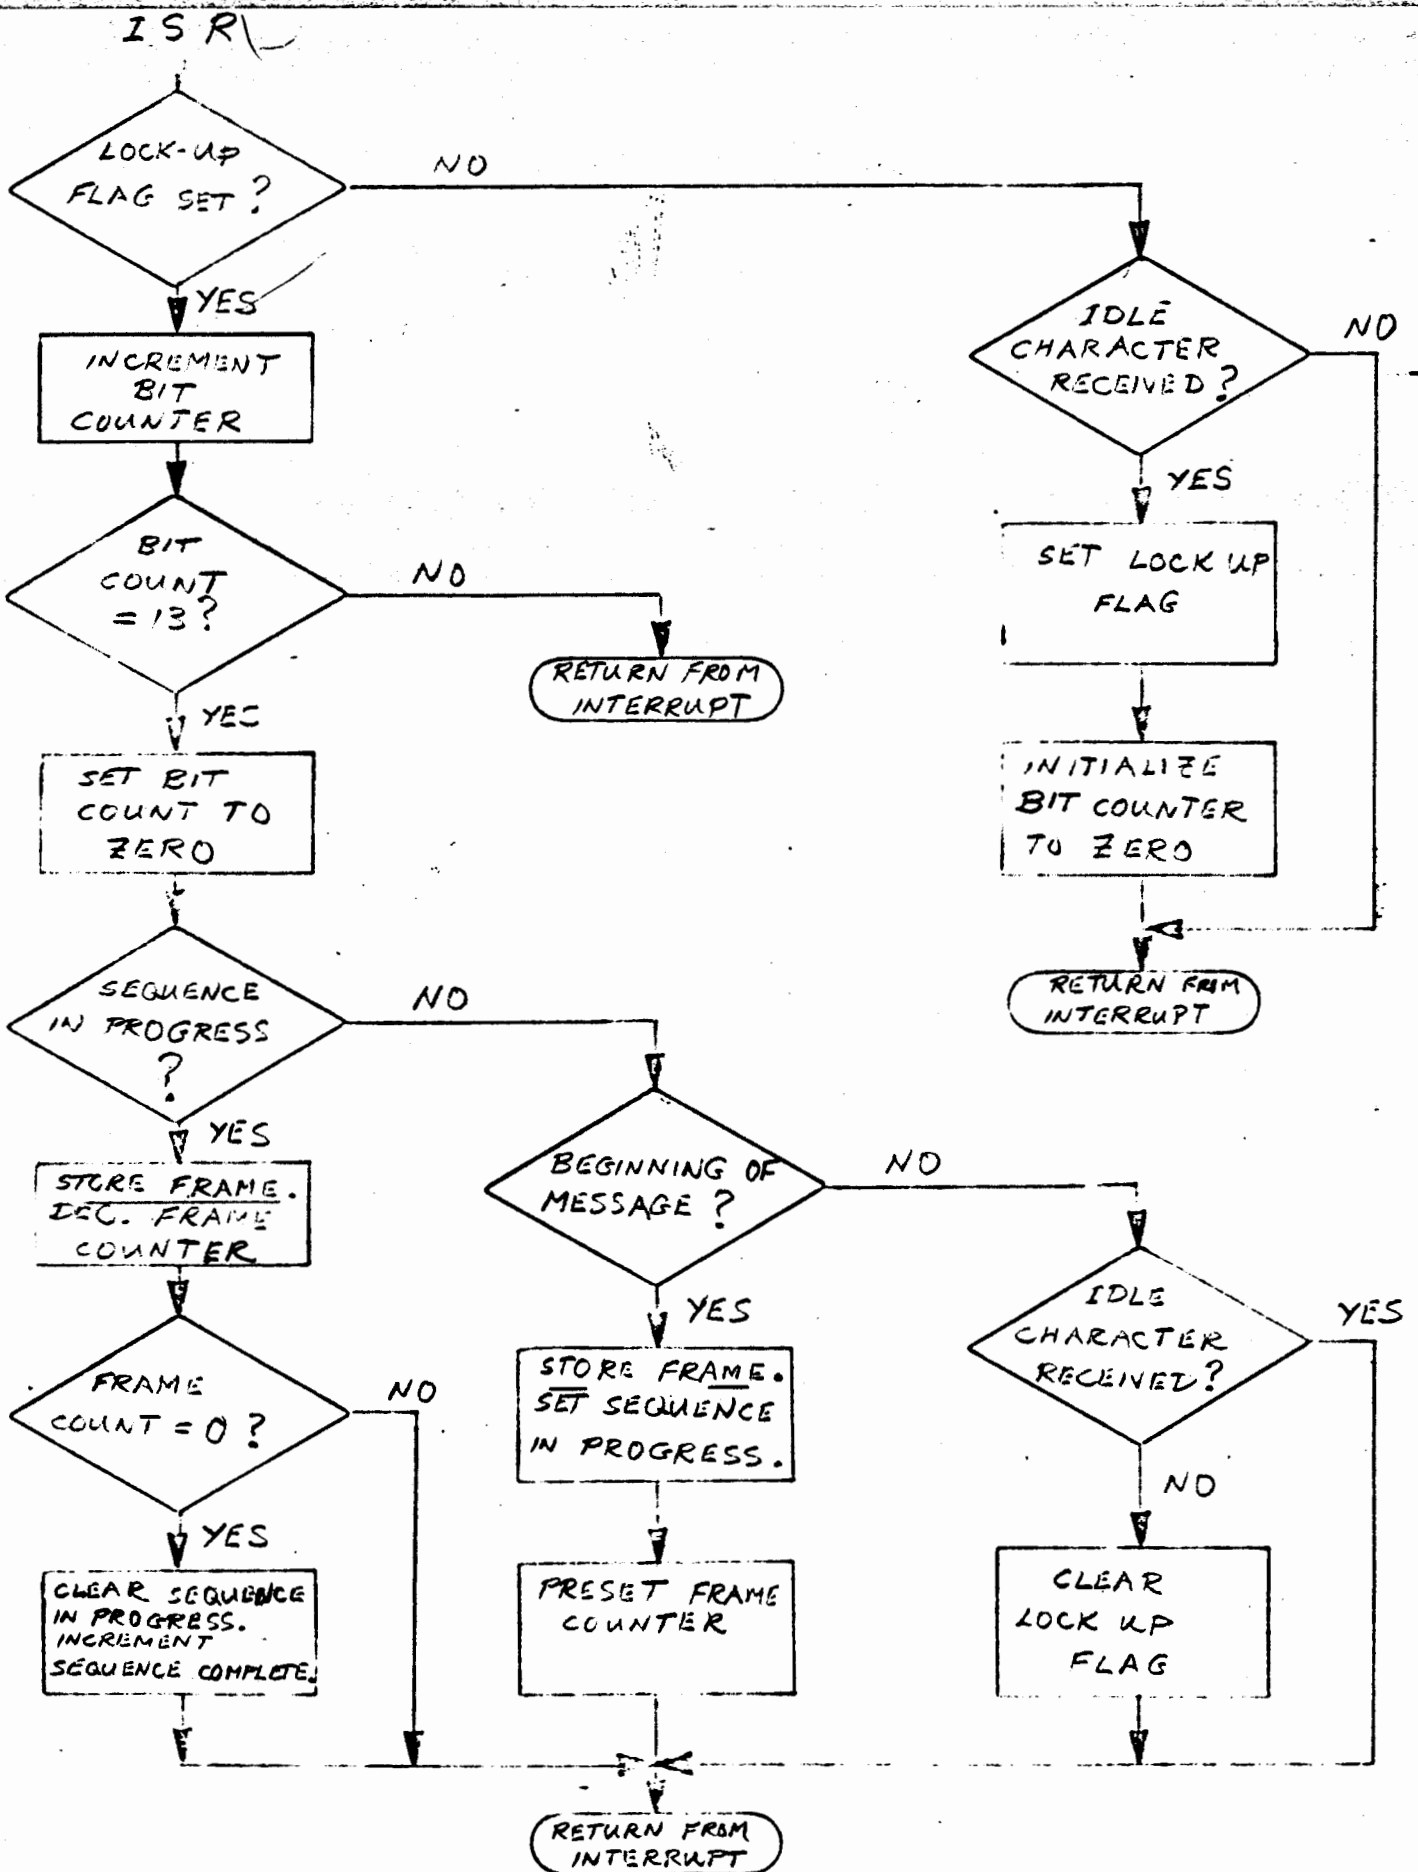 ISR
LOCK-UP
FLAG SET?
NO
YES
INCREMENT
BIT
COUNTER
IDLE
CHARACTER
RECEIVED?
NO
YES
SET LOCK UP
FLAG
INITIALIZE
BIT COUNTER
TO ZERO
RETURN FROM
INTERRUPT
BIT
COUNT
= 13?
NO
RETURN FROM
INTERRUPT
YES
SET BIT
COUNT TO
ZERO
SEQUENCE
IN PROGRESS
?
NO
YES
STORE FRAME.
DEC. FRAME
COUNTER
FRAME
COUNT = 0?
NO
YES
CLEAR SEQUENCE
IN PROGRESS.
INCREMENT
SEQUENCE COMPLETE.
BEGINNING OF
MESSAGE?
NO
YES
STORE FRAME.
SET SEQUENCE
IN PROGRESS.
PRESET FRAME
COUNTER
IDLE
CHARACTER
RECEIVED?
YES
NO
CLEAR
LOCK UP
FLAG
RETURN FROM
INTERRUPT